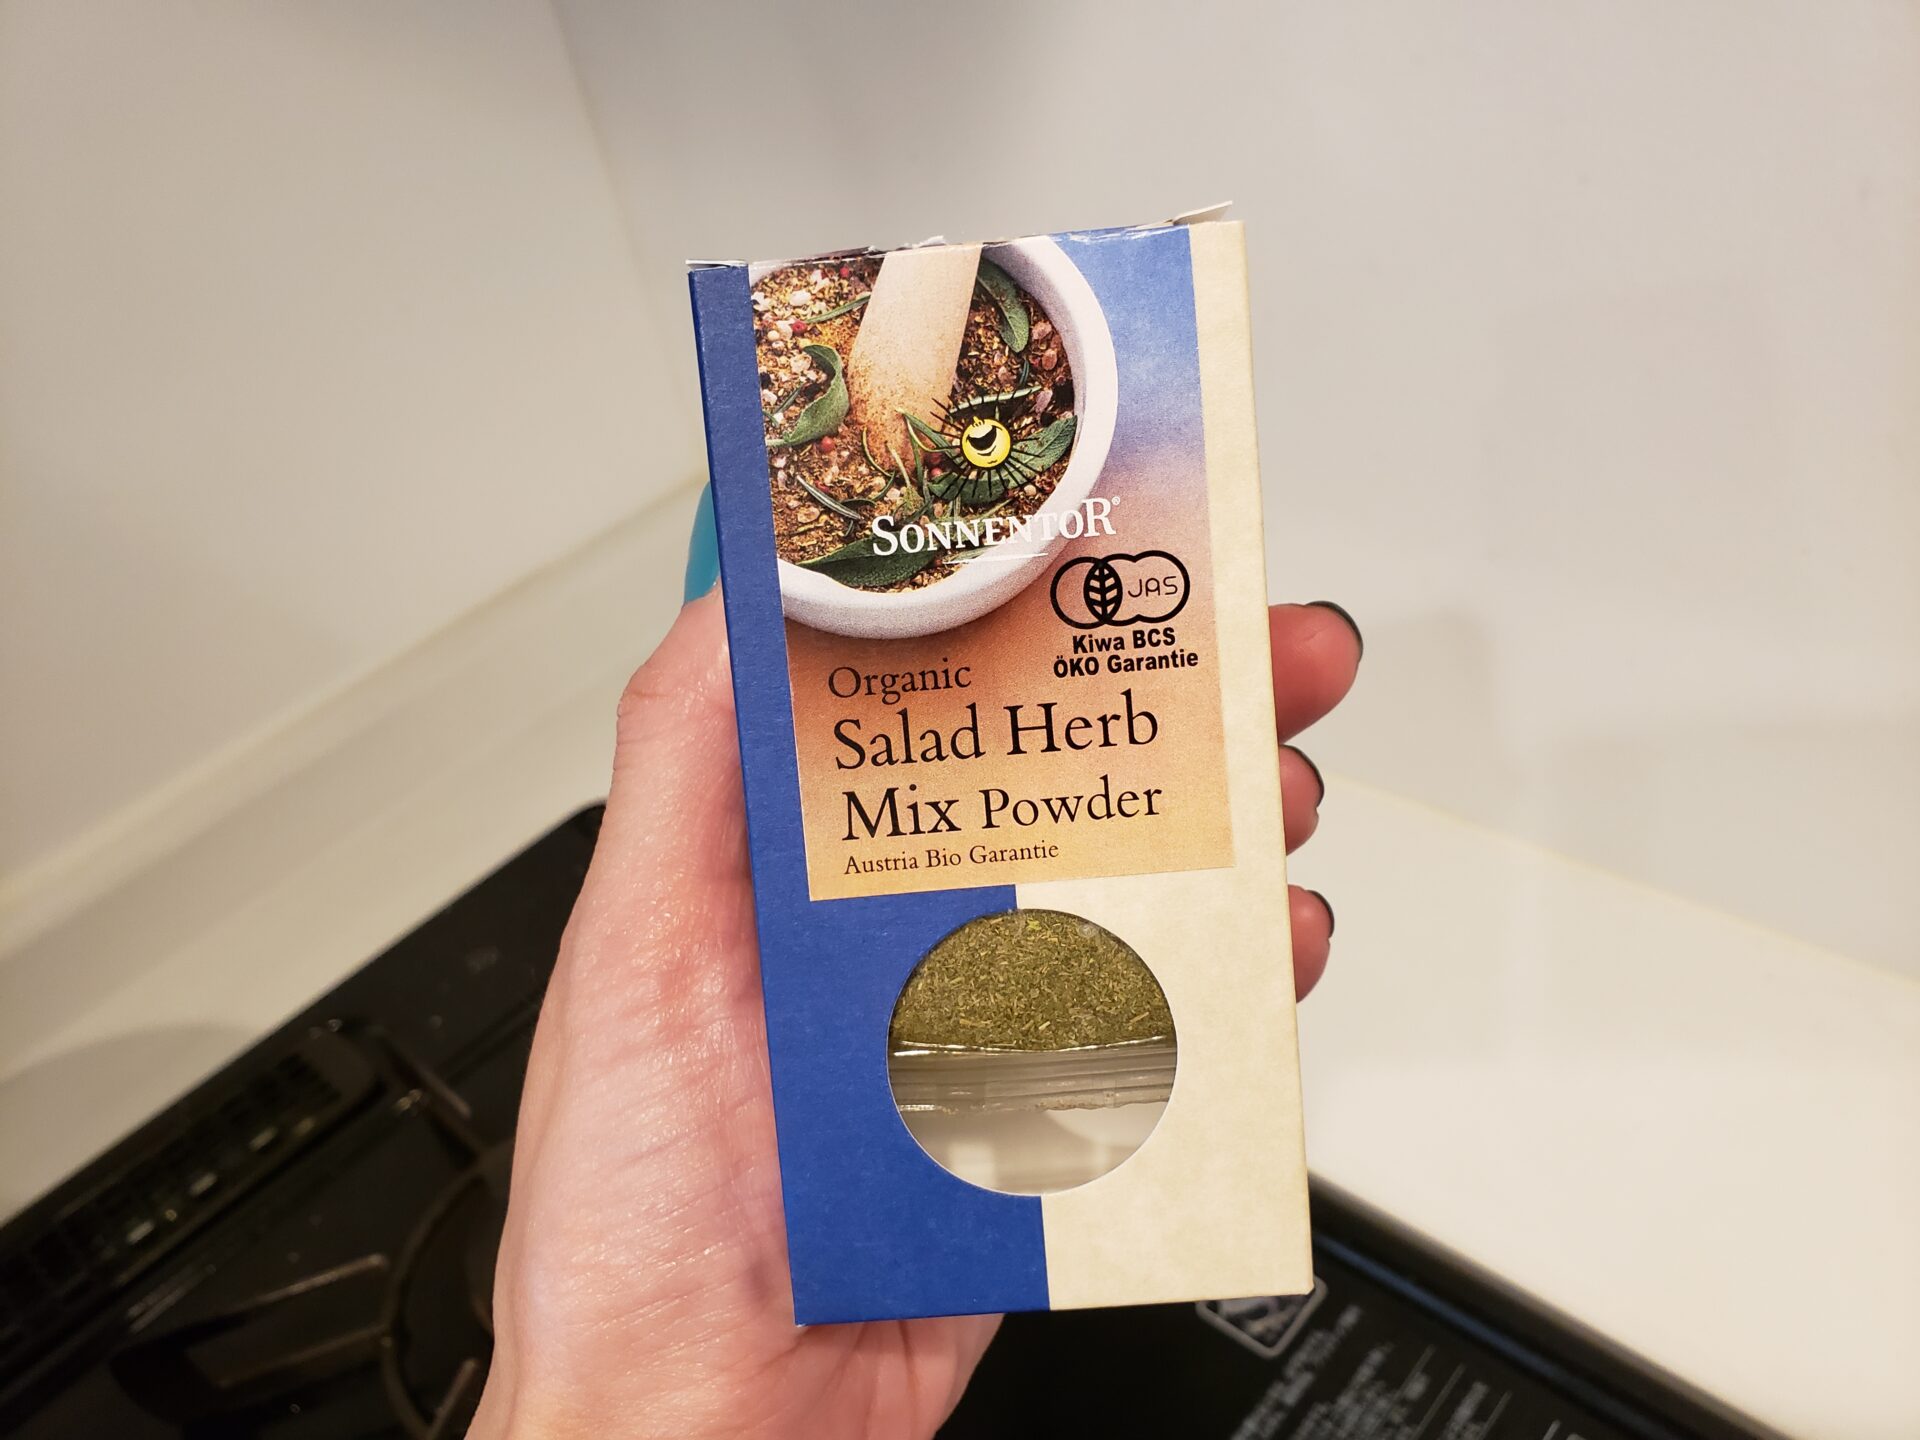 SONNENTOR®
JAS
Kiwa BCS
ÖKO Garantie
Organic
Salad Herb
Mix Powder
Austria Bio Garantie